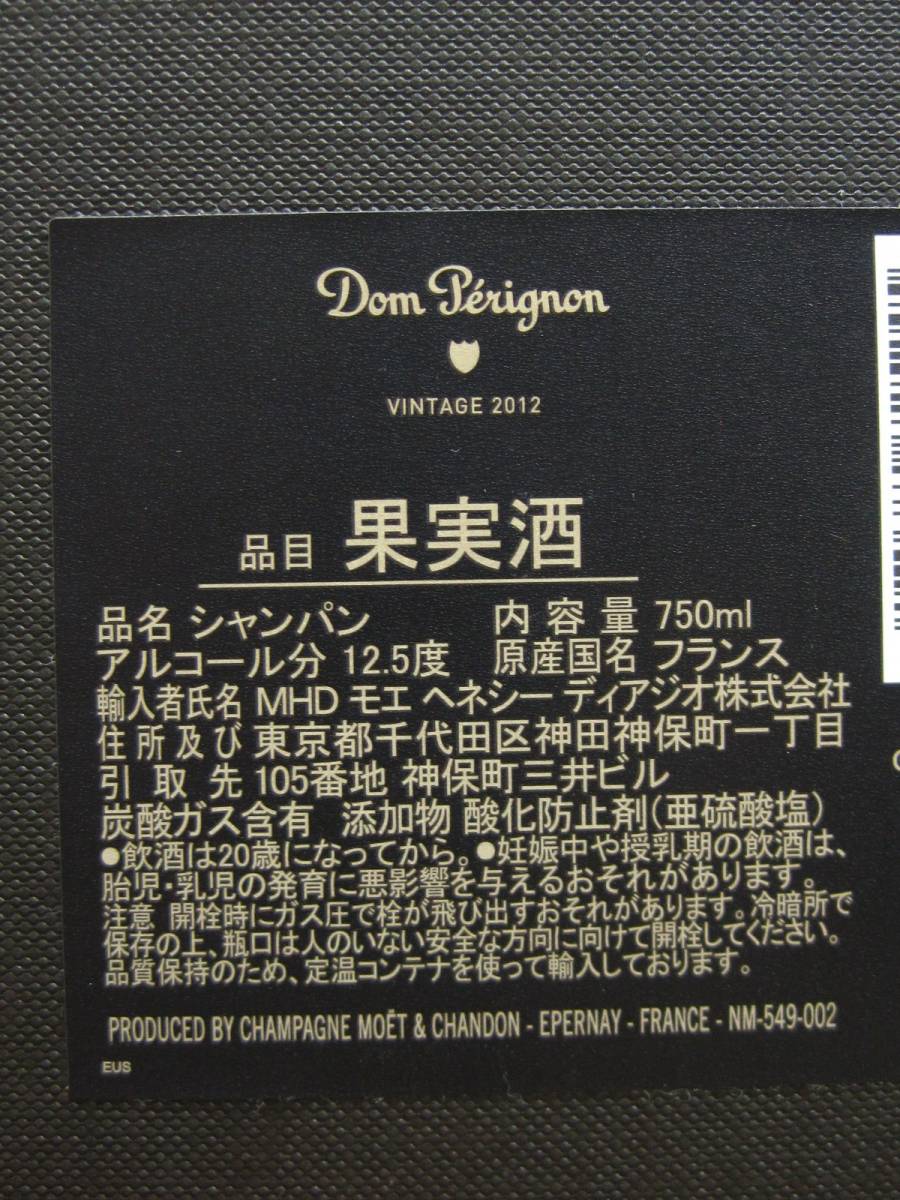 Dom Pérignon
VINTAGE 2012
品目 果実酒
品名 シャンパン 内容量 750ml
アルコール分 12.5度 原産国名 フランス
輸入者氏名 MHD モエ ヘネシー ディアジオ株式会社
住所及び 東京都千代田区神田神保町一丁目
引取先 105番地 神保町三井ビル
炭酸ガス含有 添加物 酸化防止剤(亜硫酸塩)
●飲酒は20歳になってから。●妊娠中や授乳期の飲酒は、
胎児・乳児の発育に悪影響を与えるおそれがあります。
注意 開栓時にガス圧で栓が飛び出すおそれがあります。冷暗所で
保存の上、瓶口は人のいない安全な方向に向けて開栓してください。
品質保持のため、定温コンテナを使って輸入しております。
PRODUCED BY CHAMPAGNE MOËT & CHANDON - EPERNAY - FRANCE - NM-549-002
EUS